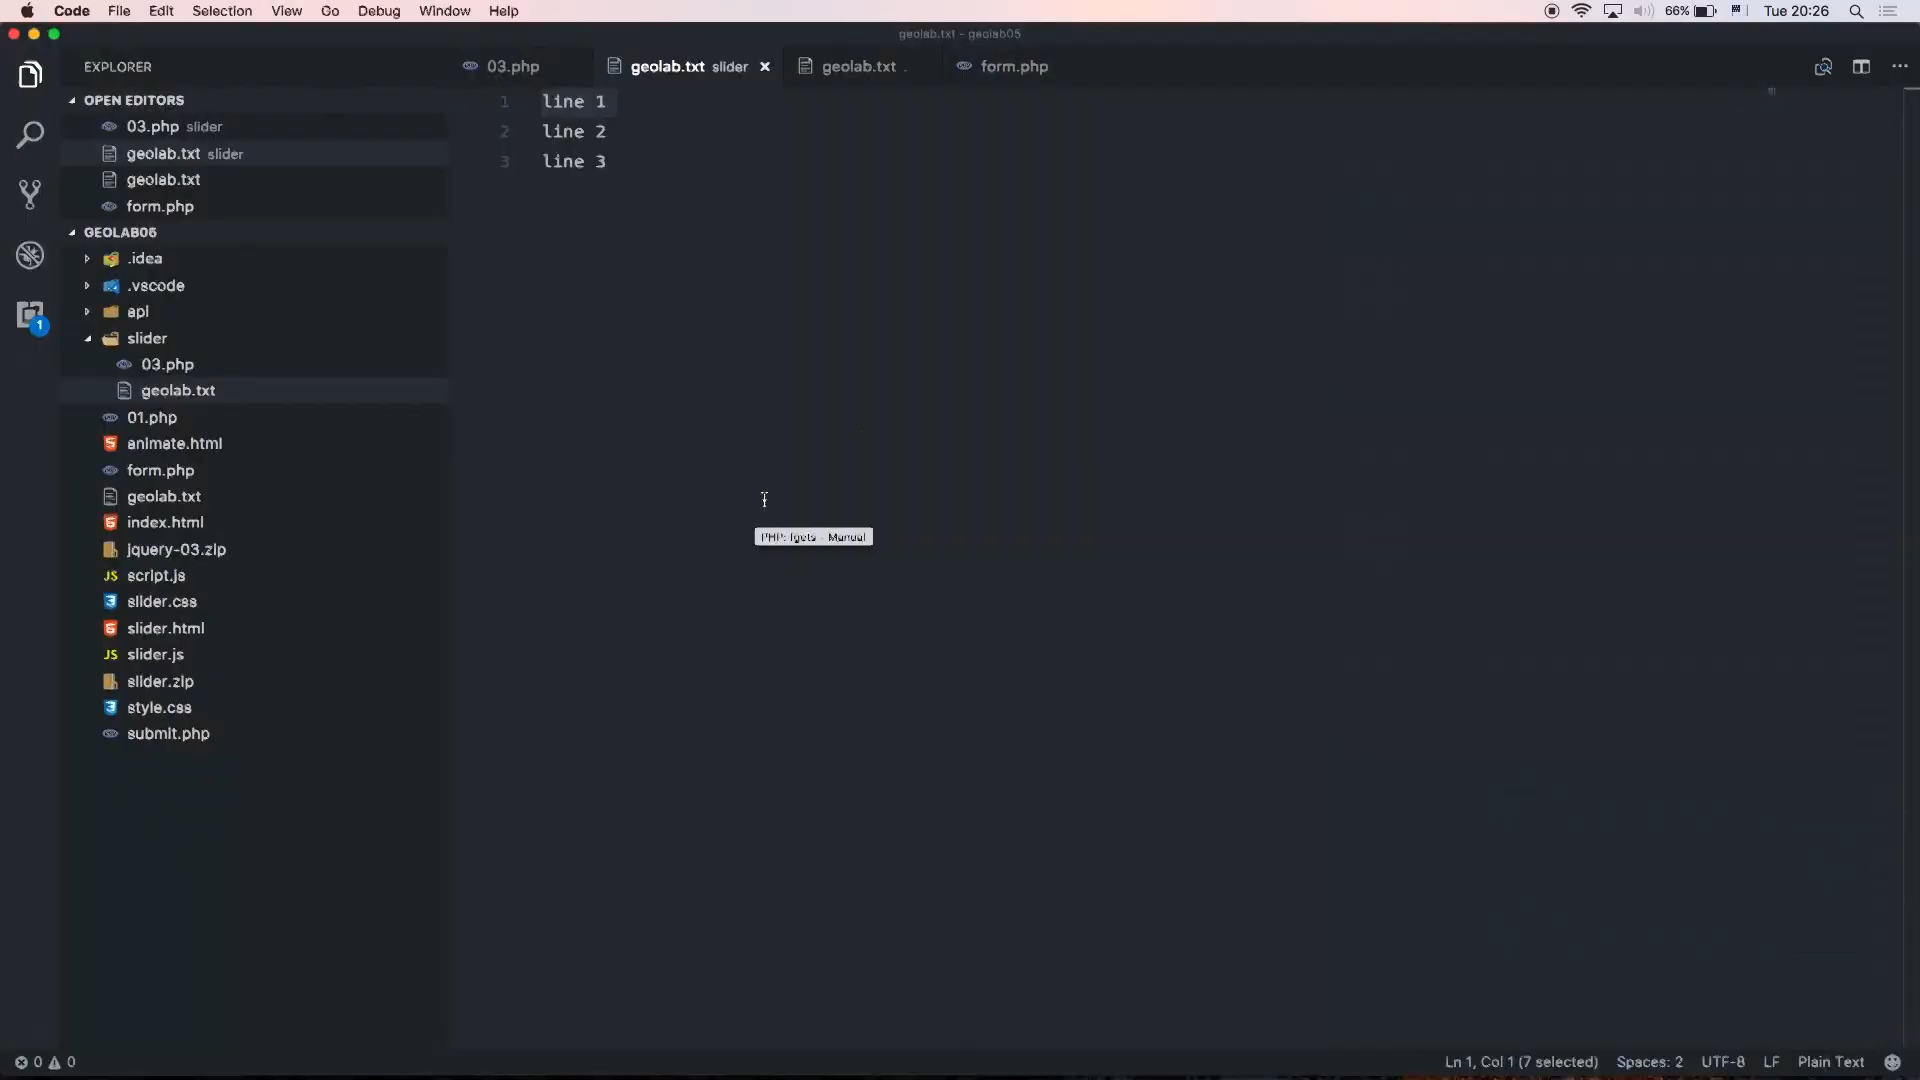 Code File Edit Selection View Go Debug Window Help 66% Tue 20:26
geolab.txt - geolab05
EXPLORER
03.php
geolab.txt slider
geolab.txt .
form.php
OPEN EDITORS
03.php slider
geolab.txt slider
geolab.txt
form.php
GEOLAB05
.idea
.vscode
api
slider
03.php
geolab.txt
01.php
animate.html
form.php
geolab.txt
index.html
jquery-03.zip
script.js
slider.css
slider.html
slider.js
slider.zip
style.css
submit.php
1
1 line 1
2 line 2
3 line 3
PHP: fgets - Manual
0 0
Ln 1, Col 1 (7 selected) Spaces: 2 UTF-8 LF Plain Text